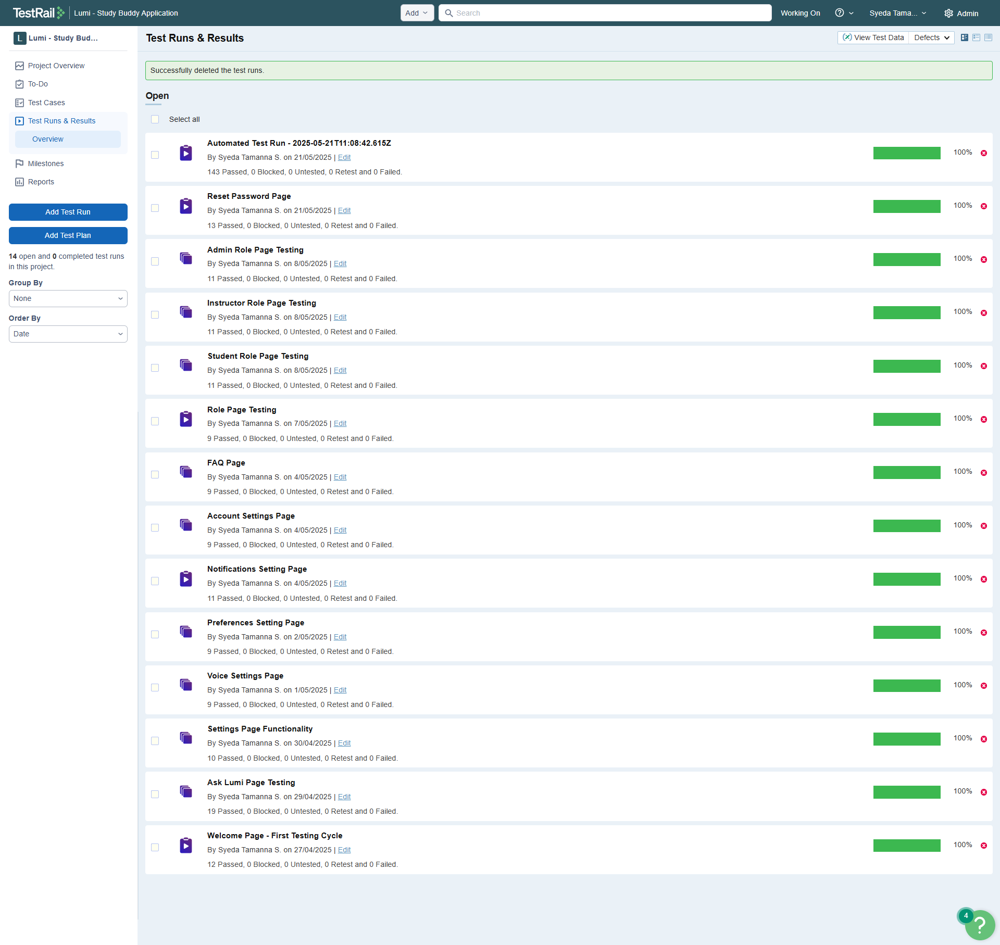 TestRail
Lumi - Study Buddy Application
Add
Search
Working On
Syeda Tama...
Admin
L Lumi - Study Bud...
Project Overview
To-Do
Test Cases
Test Runs & Results
Overview
Milestones
Reports
Add Test Run
Add Test Plan
14 open and 0 completed test runs
in this project.
Group By
None
Order By
Date
Test Runs & Results
View Test Data
Defects
Successfully deleted the test runs.
Open
Select all
Automated Test Run - 2025-05-21T11:08:42.615Z
By Syeda Tamanna S. on 21/05/2025 | Edit
143 Passed, 0 Blocked, 0 Untested, 0 Retest and 0 Failed.
100%
Reset Password Page
By Syeda Tamanna S. on 21/05/2025 | Edit
13 Passed, 0 Blocked, 0 Untested, 0 Retest and 0 Failed.
100%
Admin Role Page Testing
By Syeda Tamanna S. on 8/05/2025 | Edit
11 Passed, 0 Blocked, 0 Untested, 0 Retest and 0 Failed.
100%
Instructor Role Page Testing
By Syeda Tamanna S. on 8/05/2025 | Edit
11 Passed, 0 Blocked, 0 Untested, 0 Retest and 0 Failed.
100%
Student Role Page Testing
By Syeda Tamanna S. on 8/05/2025 | Edit
11 Passed, 0 Blocked, 0 Untested, 0 Retest and 0 Failed.
100%
Role Page Testing
By Syeda Tamanna S. on 7/05/2025 | Edit
9 Passed, 0 Blocked, 0 Untested, 0 Retest and 0 Failed.
100%
FAQ Page
By Syeda Tamanna S. on 4/05/2025 | Edit
9 Passed, 0 Blocked, 0 Untested, 0 Retest and 0 Failed.
100%
Account Settings Page
By Syeda Tamanna S. on 4/05/2025 | Edit
9 Passed, 0 Blocked, 0 Untested, 0 Retest and 0 Failed.
100%
Notifications Setting Page
By Syeda Tamanna S. on 4/05/2025 | Edit
11 Passed, 0 Blocked, 0 Untested, 0 Retest and 0 Failed.
100%
Preferences Setting Page
By Syeda Tamanna S. on 2/05/2025 | Edit
9 Passed, 0 Blocked, 0 Untested, 0 Retest and 0 Failed.
100%
Voice Settings Page
By Syeda Tamanna S. on 1/05/2025 | Edit
9 Passed, 0 Blocked, 0 Untested, 0 Retest and 0 Failed.
100%
Settings Page Functionality
By Syeda Tamanna S. on 30/04/2025 | Edit
10 Passed, 0 Blocked, 0 Untested, 0 Retest and 0 Failed.
100%
Ask Lumi Page Testing
By Syeda Tamanna S. on 29/04/2025 | Edit
19 Passed, 0 Blocked, 0 Untested, 0 Retest and 0 Failed.
100%
Welcome Page - First Testing Cycle
By Syeda Tamanna S. on 27/04/2025 | Edit
12 Passed, 0 Blocked, 0 Untested, 0 Retest and 0 Failed.
100%
4
?